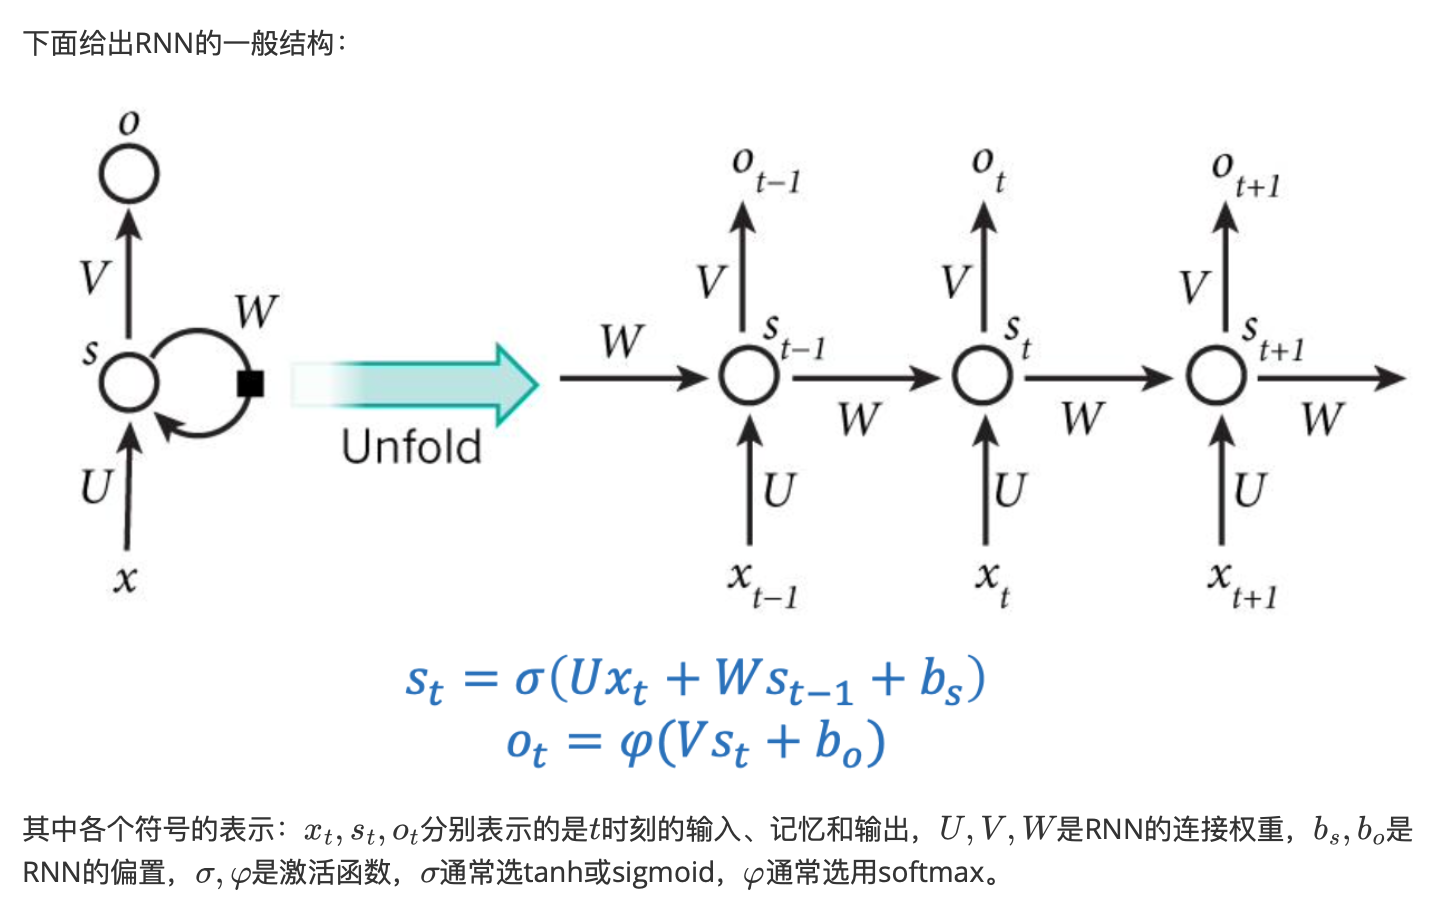 下面给出RNN的一般结构：
o
V
W
s
U
x
Unfold
o_{t-1} o_t o_{t+1}
V V V
W s_{t-1} s_t s_{t+1}
W W W
U U U
x_{t-1} x_t x_{t+1}
s_t = σ(Ux_t + Ws_{t-1} + b_s)
o_t = φ(Vs_t + b_o)
其中各个符号的表示：x_t, s_t, o_t分别表示的是t时刻的输入、记忆和输出，U, V, W是RNN的连接权重，b_s, b_o是
RNN的偏置，σ, φ是激活函数，σ通常选tanh或sigmoid，φ通常选用softmax。